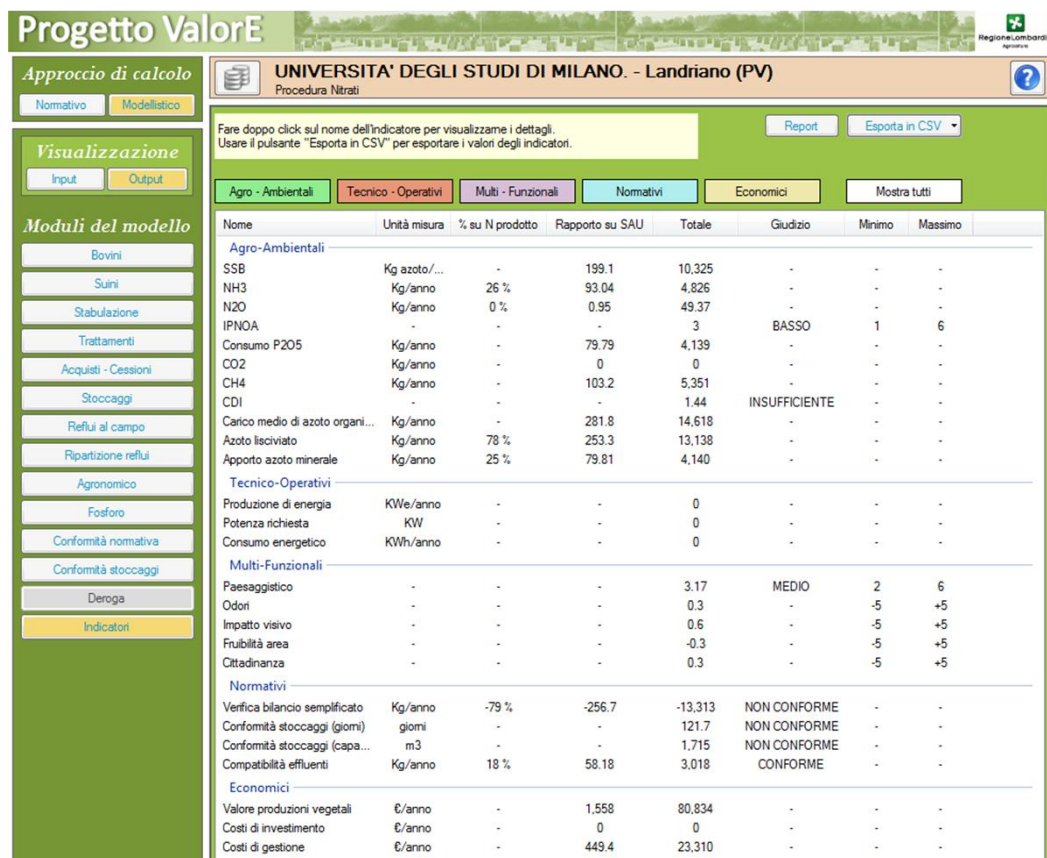 Progetto ValorE
RegioneLombardi
Agricoltura
Approccio di calcolo
Normativo Modellistico
UNIVERSITA' DEGLI STUDI DI MILANO. - Landriano (PV)
Procedura Nitrati
?
Visualizzazione
Input Output
Fare doppo click sul nome dell'indicatore per visualizzarne i dettagli.
Usare il pulsante "Esporta in CSV" per esportare i valori degli indicatori.
Report Esporta in CSV
Agro - Ambientali Tecnico - Operativi Multi - Funzionali Normativi Economici Mostra tutti
Moduli del modello
Bovini
Suini
Stabulazione
Trattamenti
Acquisti - Cessioni
Stoccaggi
Reflui al campo
Ripartizione reflui
Agronomico
Fosforo
Conformità normativa
Conformità stoccaggi
Deroga
Indicatori
Nome Unità misura % su N prodotto Rapporto su SAU Totale Giudizio Minimo Massimo
Agro-Ambientali
SSB Kg azoto/... - 199.1 10,325 - - -
NH3 Kg/anno 26 % 93.04 4,826 - - -
N2O Kg/anno 0 % 0.95 49.37 - - -
IPNOA - - - 3 BASSO 1 6
Consumo P2O5 Kg/anno - 79.79 4,139 - - -
CO2 Kg/anno - 0 0 - - -
CH4 Kg/anno - 103.2 5,351 - - -
CDI - - - 1.44 INSUFFICIENTE - -
Carico medio di azoto organi... Kg/anno - 281.8 14,618 - - -
Azoto lisciviato Kg/anno 78 % 253.3 13,138 - - -
Apporto azoto minerale Kg/anno 25 % 79.81 4,140 - - -
Tecnico-Operativi
Produzione di energia KWe/anno - - 0 - - -
Potenza richiesta KW - - 0 - - -
Consumo energetico KWh/anno - - 0 - - -
Multi-Funzionali
Paesaggistico - - - 3.17 MEDIO 2 6
Odori - - - 0.3 - -5 +5
Impatto visivo - - - 0.6 - -5 +5
Fruibilità area - - - -0.3 - -5 +5
Cittadinanza - - - 0.3 - -5 +5
Normativi
Verifica bilancio semplificato Kg/anno -79 % -256.7 -13,313 NON CONFORME - -
Conformità stoccaggi (giorni) giorni - - 121.7 NON CONFORME - -
Conformità stoccaggi (capa... m3 - - 1,715 NON CONFORME - -
Compatibilità effluenti Kg/anno 18 % 58.18 3,018 CONFORME - -
Economici
Valore produzioni vegetali €/anno - 1,558 80,834 - - -
Costi di investimento €/anno - 0 0 - - -
Costi di gestione €/anno - 449.4 23,310 - - -